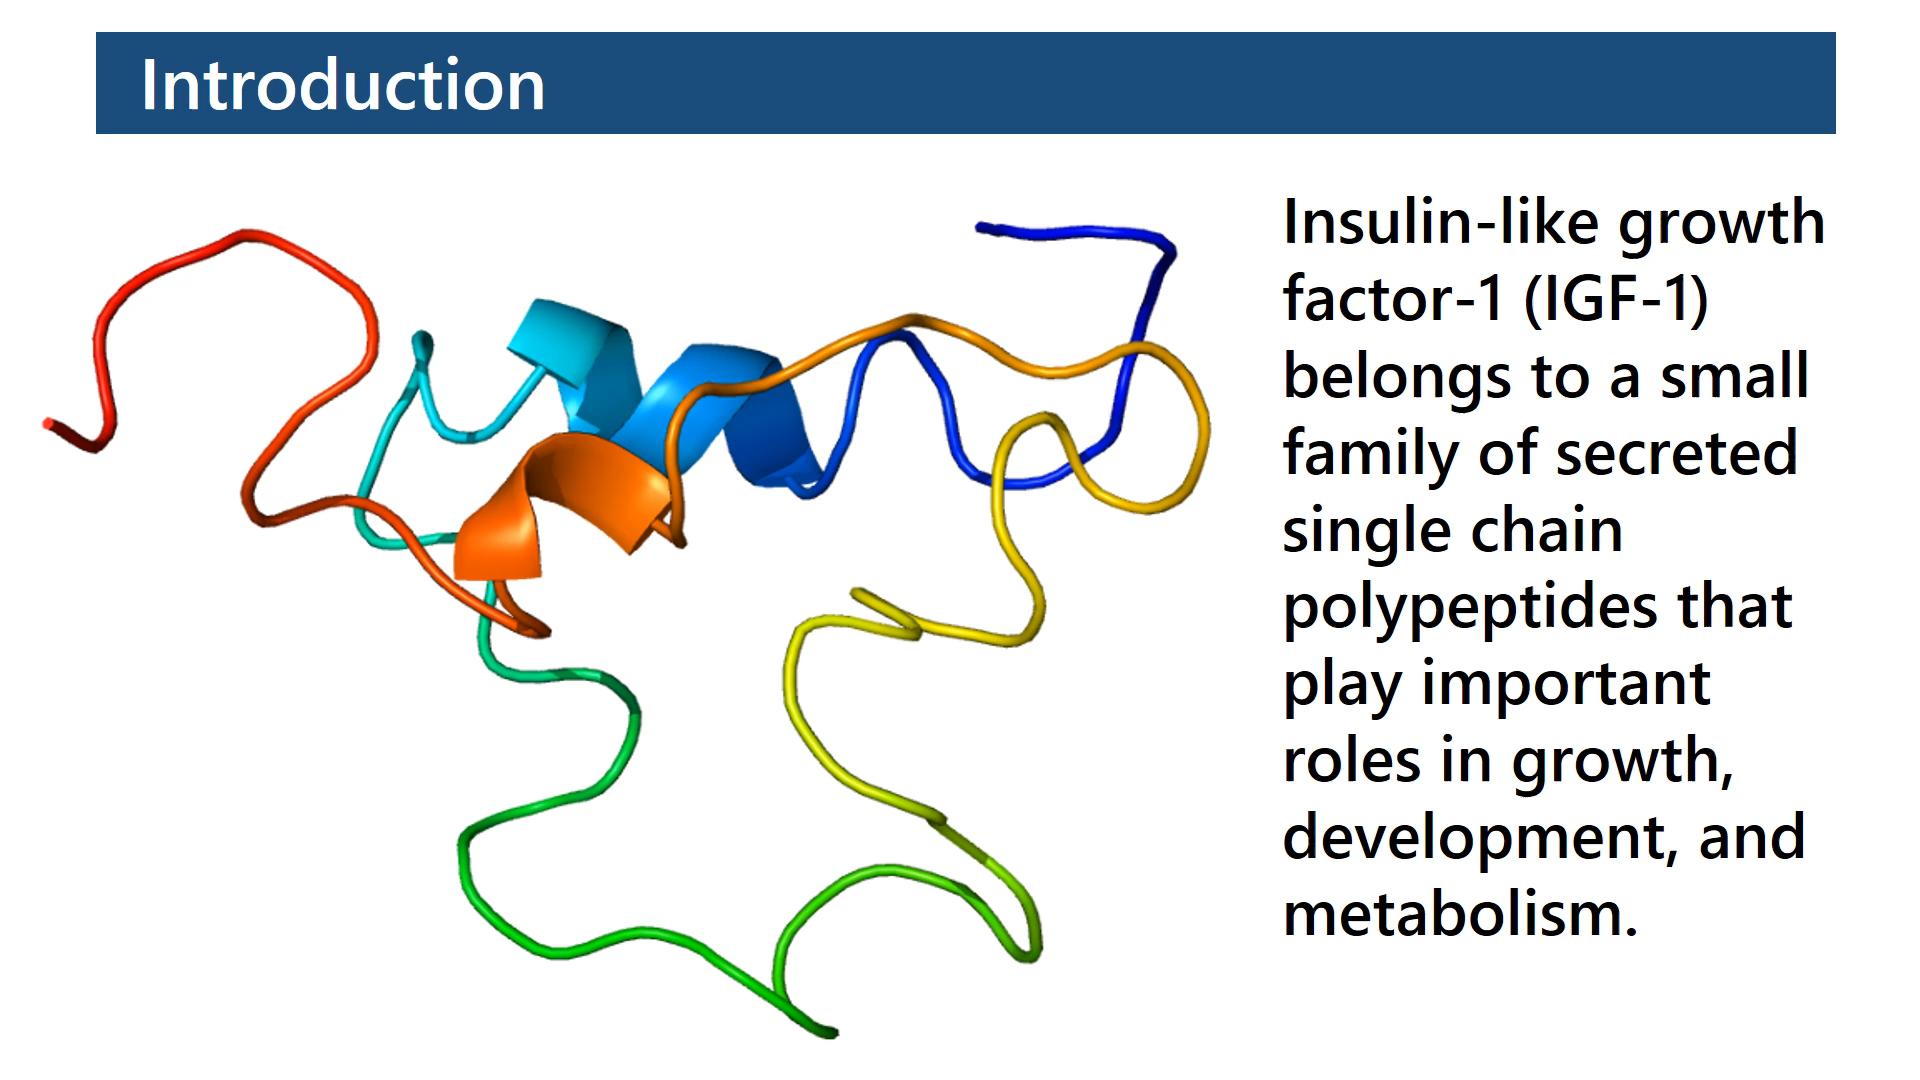 Introduction
Insulin-like growth
factor-1 (IGF-1)
belongs to a small
family of secreted
single chain
polypeptides that
play important
roles in growth,
development, and
metabolism.